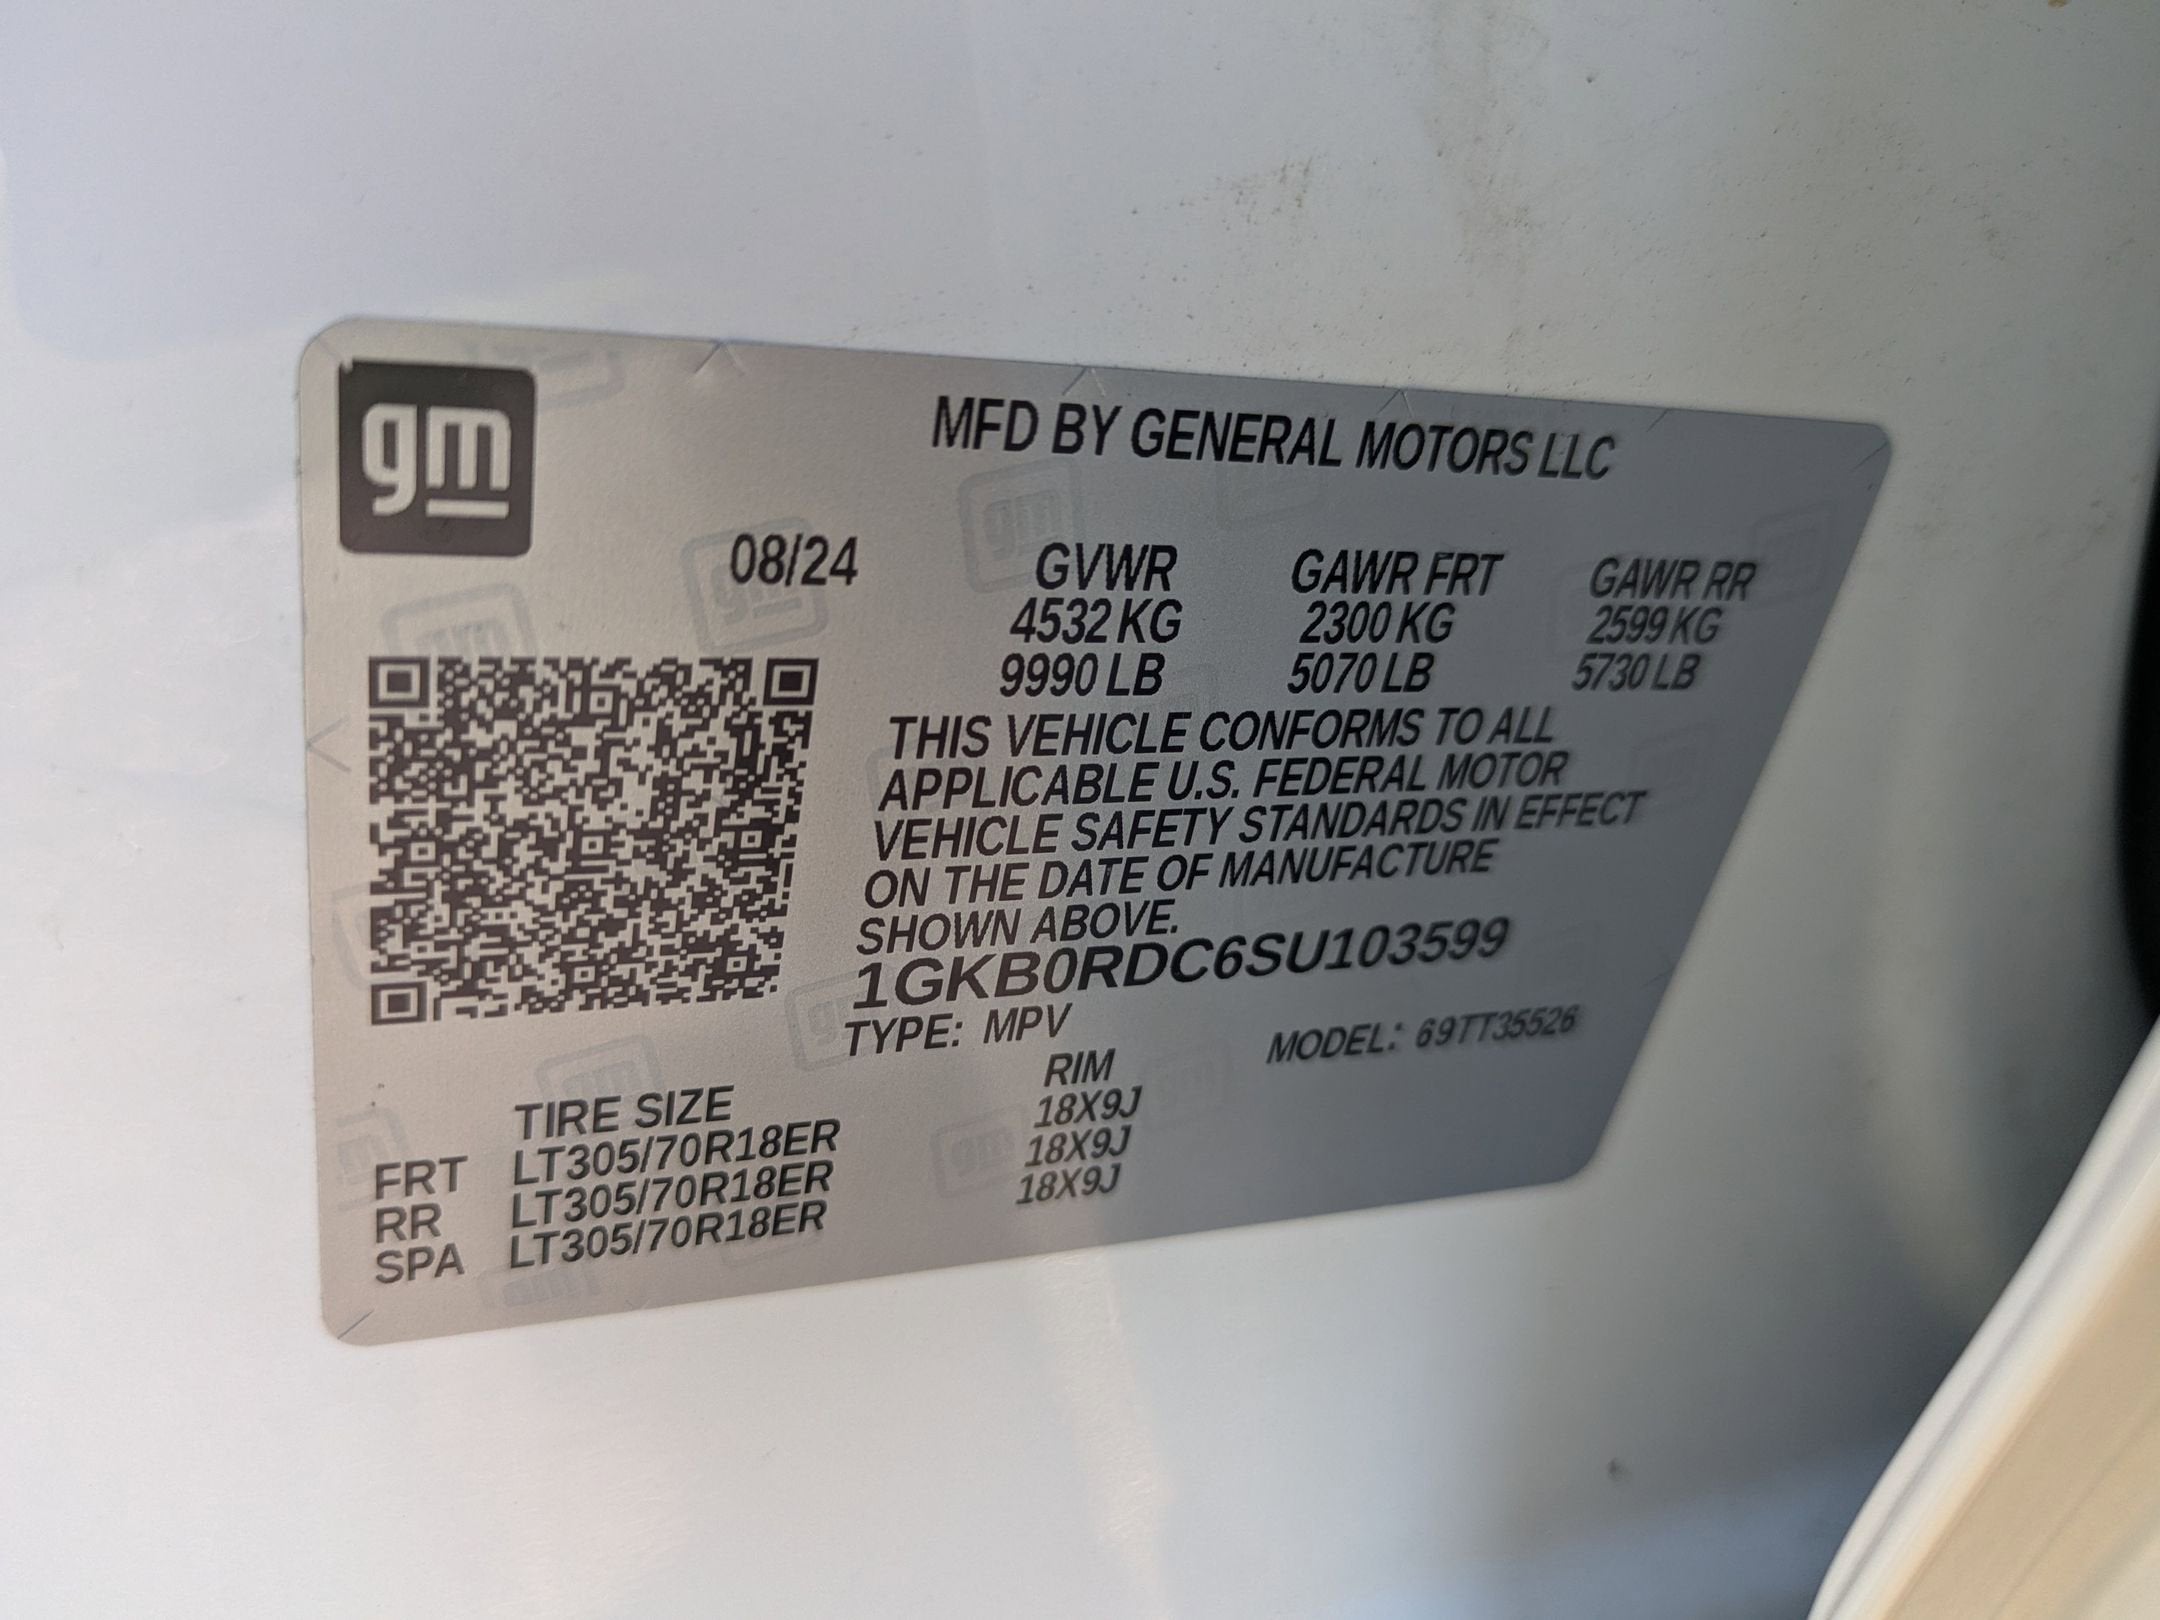 gm
MFD BY GENERAL MOTORS LLC
08/24 GVWR GAWR FRT GAWR RR
4532 KG 2300 KG 2599 KG
9990 LB 5070 LB 5730 LB
THIS VEHICLE CONFORMS TO ALL
APPLICABLE U.S. FEDERAL MOTOR
VEHICLE SAFETY STANDARDS IN EFFECT
ON THE DATE OF MANUFACTURE
SHOWN ABOVE.
1GKB0RDC6SU103599
TYPE: MPV MODEL: 69TT35526
TIRE SIZE RIM
FRT LT305/70R18ER 18X9J
RR LT305/70R18ER 18X9J
SPA LT305/70R18ER 18X9J